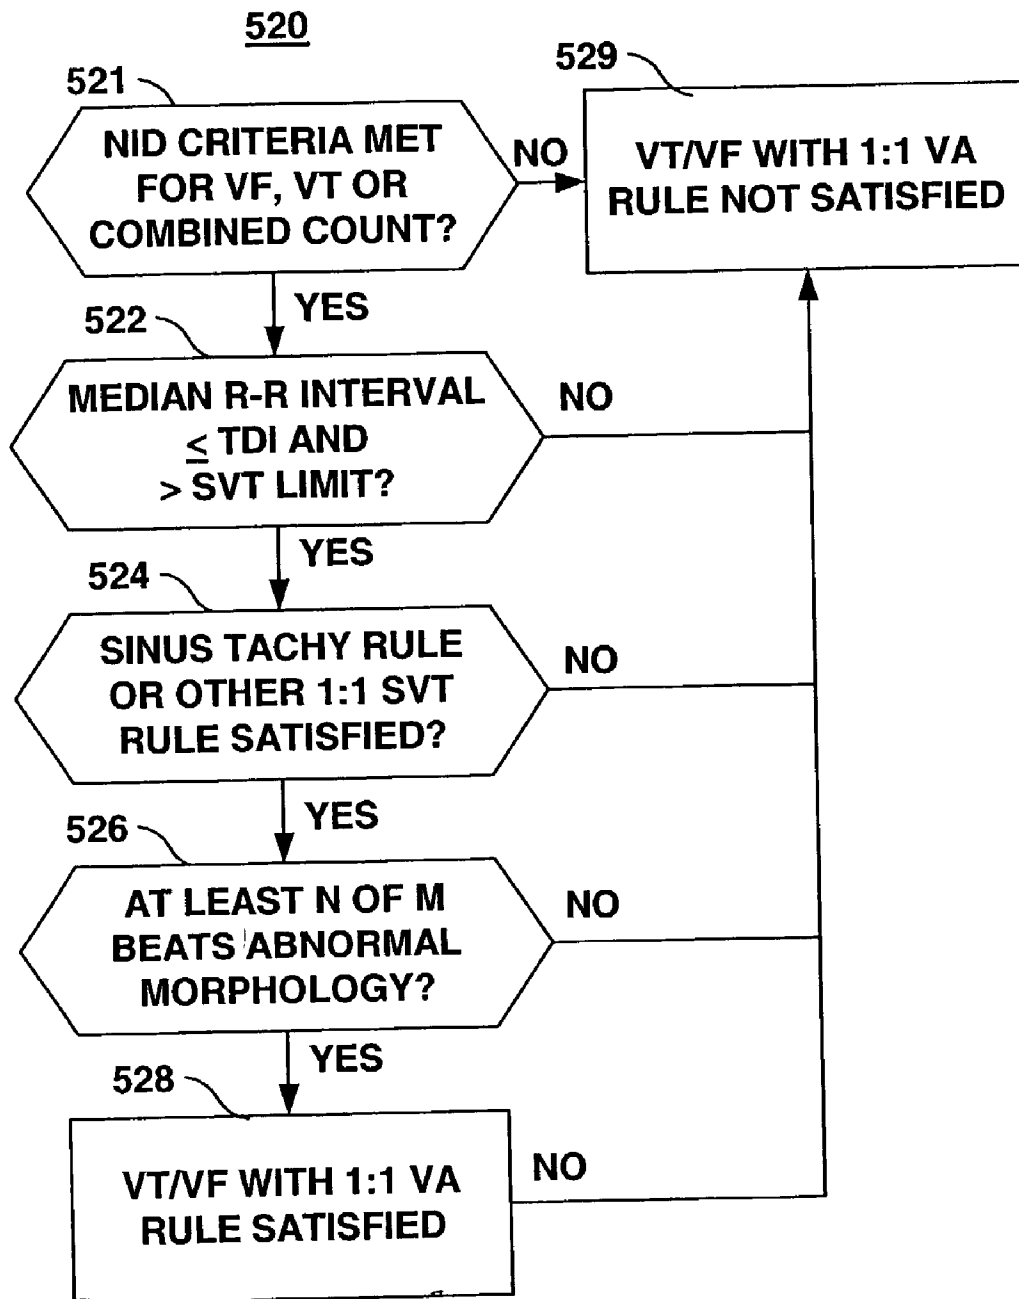 520
521
NID CRITERIA MET
FOR VF, VT OR
COMBINED COUNT?
NO
529
VT/VF WITH 1:1 VA
RULE NOT SATISFIED
YES
522
MEDIAN R-R INTERVAL
≤ TDI AND
> SVT LIMIT?
NO
YES
524
SINUS TACHY RULE
OR OTHER 1:1 SVT
RULE SATISFIED?
NO
YES
526
AT LEAST N OF M
BEATS ABNORMAL
MORPHOLOGY?
NO
YES
528
VT/VF WITH 1:1 VA
RULE SATISFIED
NO